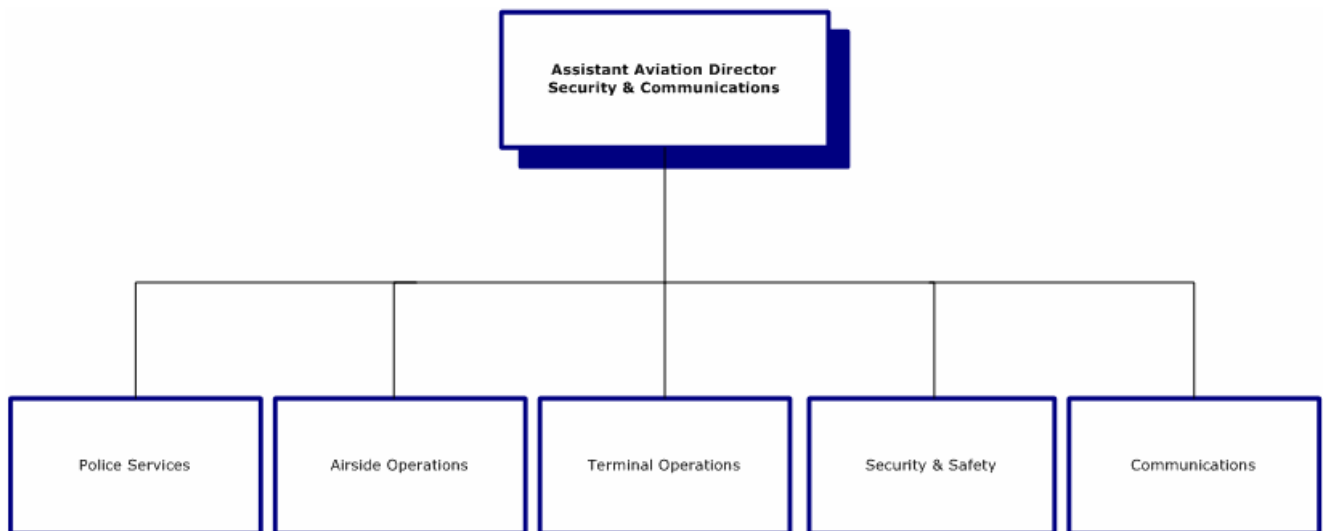 Assistant Aviation Director
Security & Communications
Police Services
Airside Operations
Terminal Operations
Security & Safety
Communications